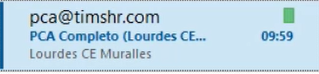 pca@timshr.com
PCA Completo (Lourdes CE... 09:59
Lourdes CE Muralles